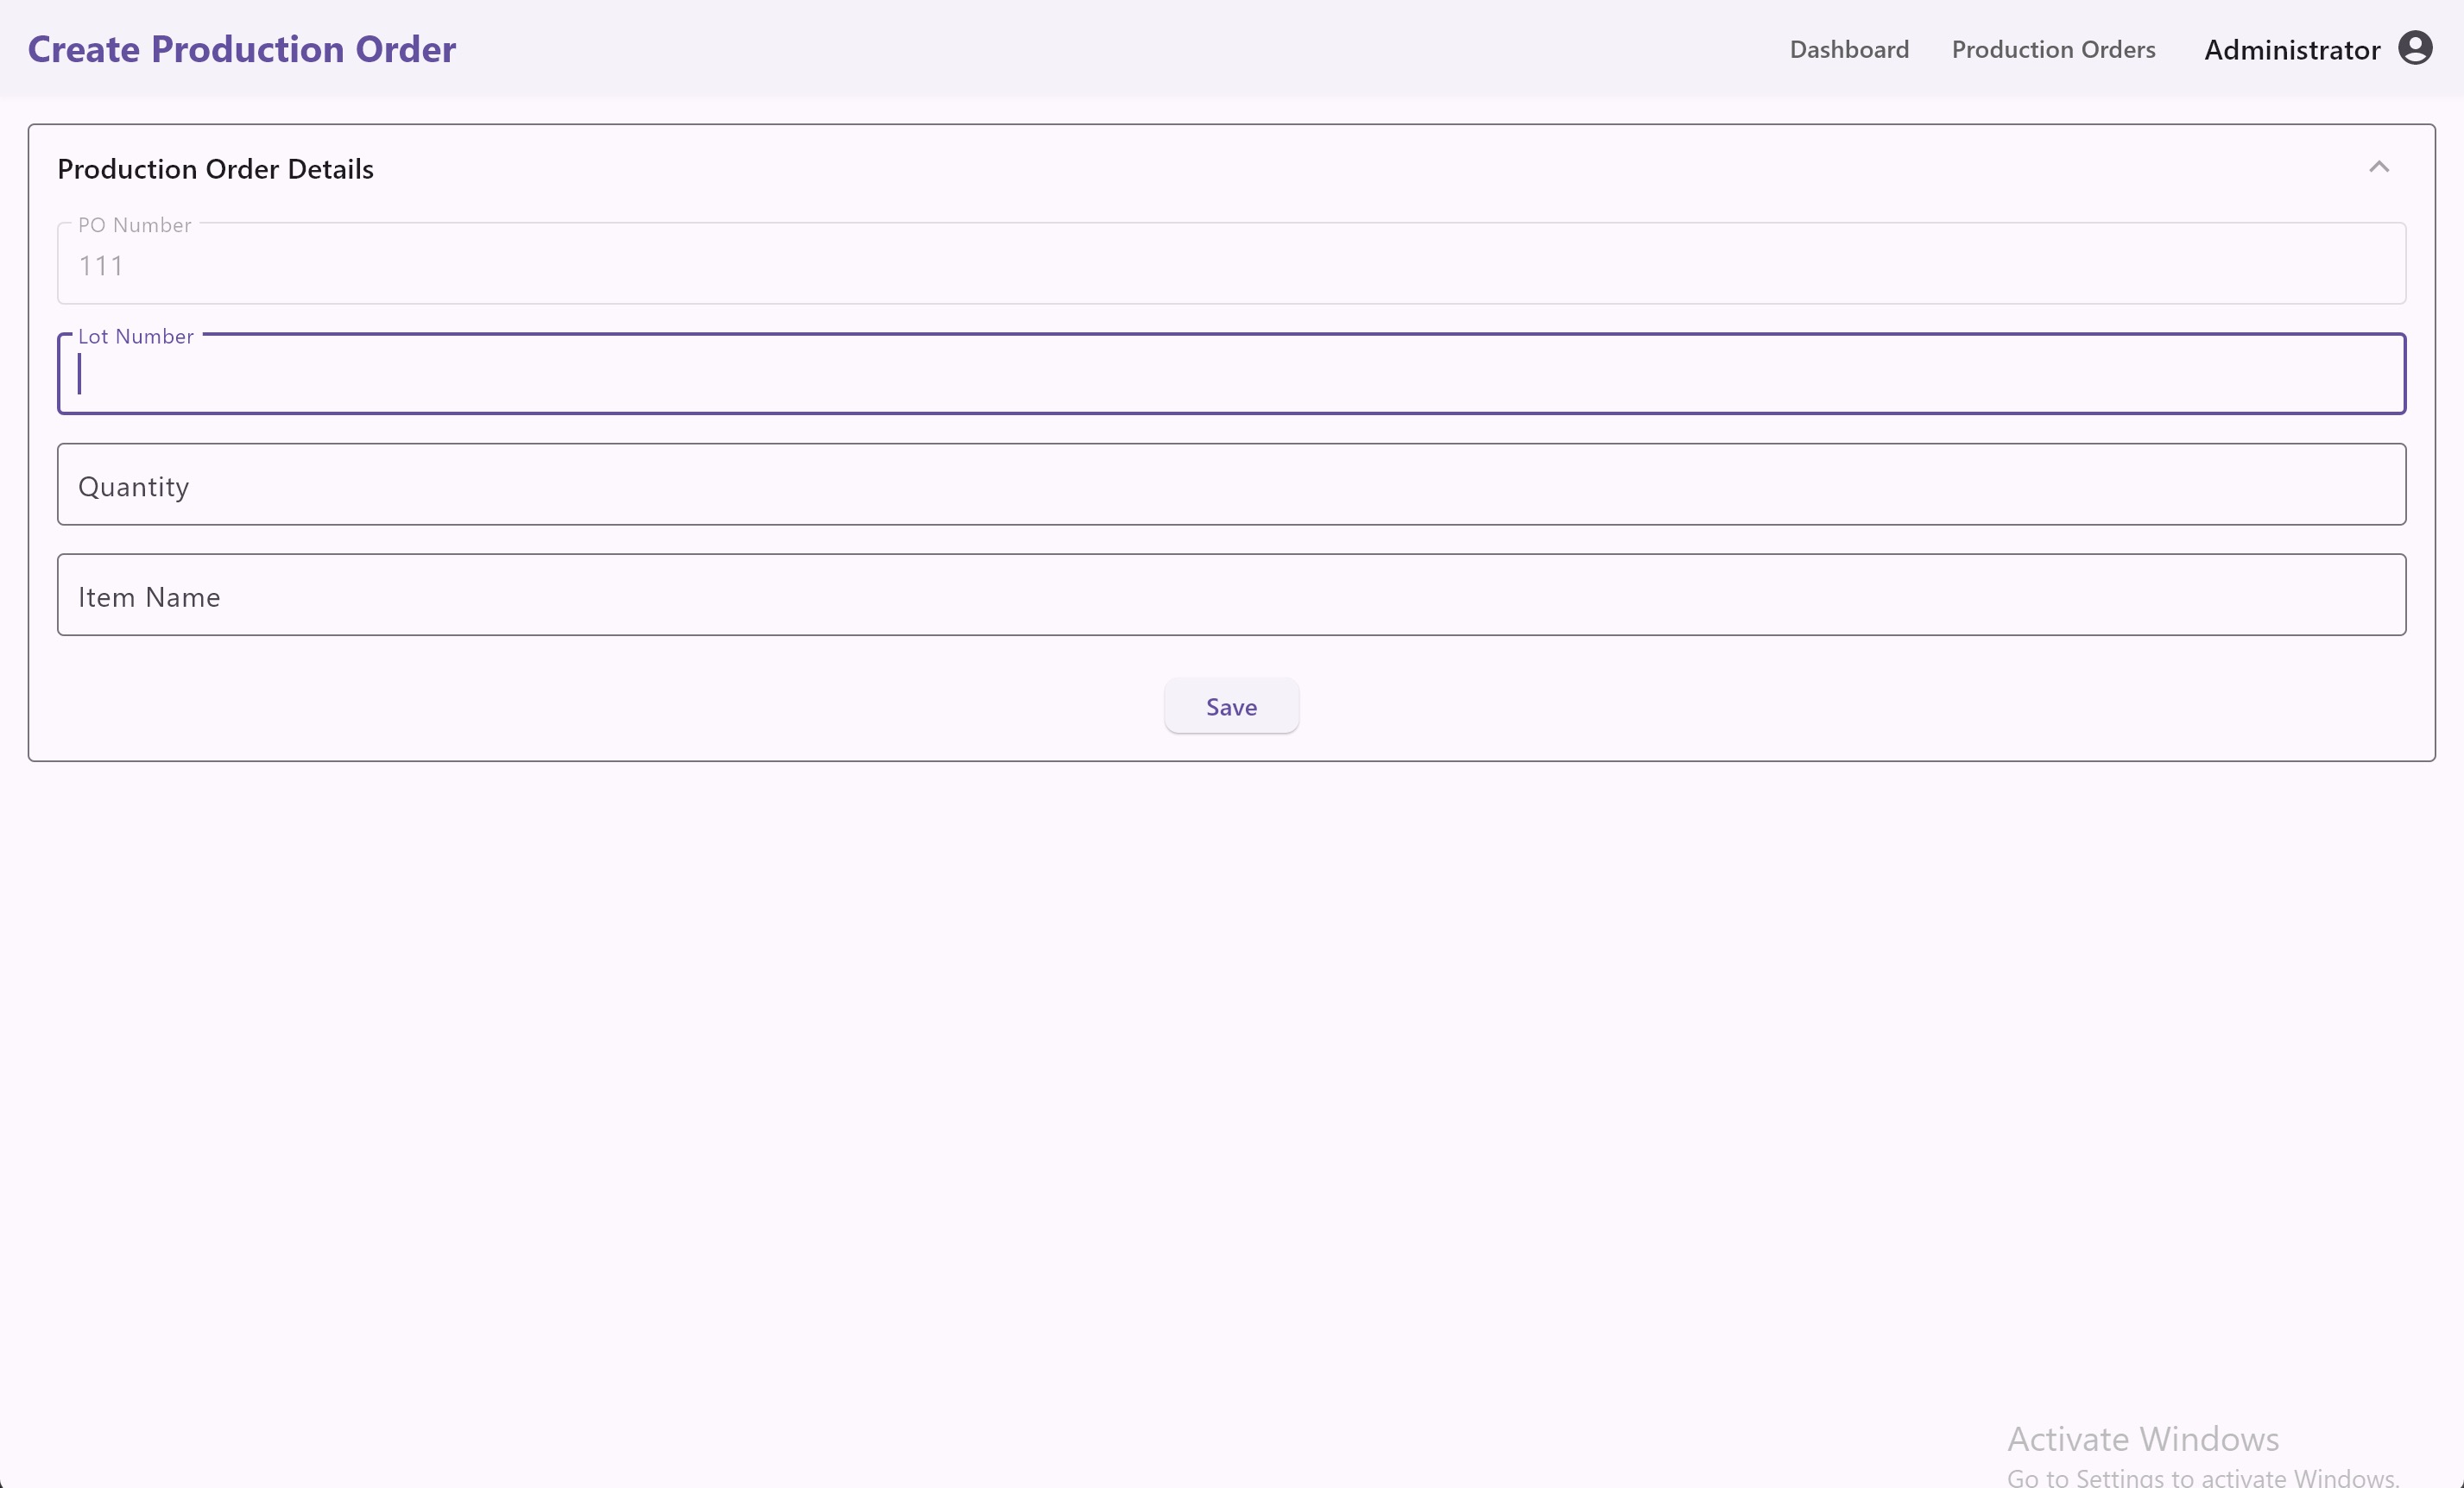 Create Production Order
Dashboard
Production Orders
Administrator
Production Order Details
PO Number
111
Lot Number
Quantity
Item Name
Save
Activate Windows
Go to Settings to activate Windows.